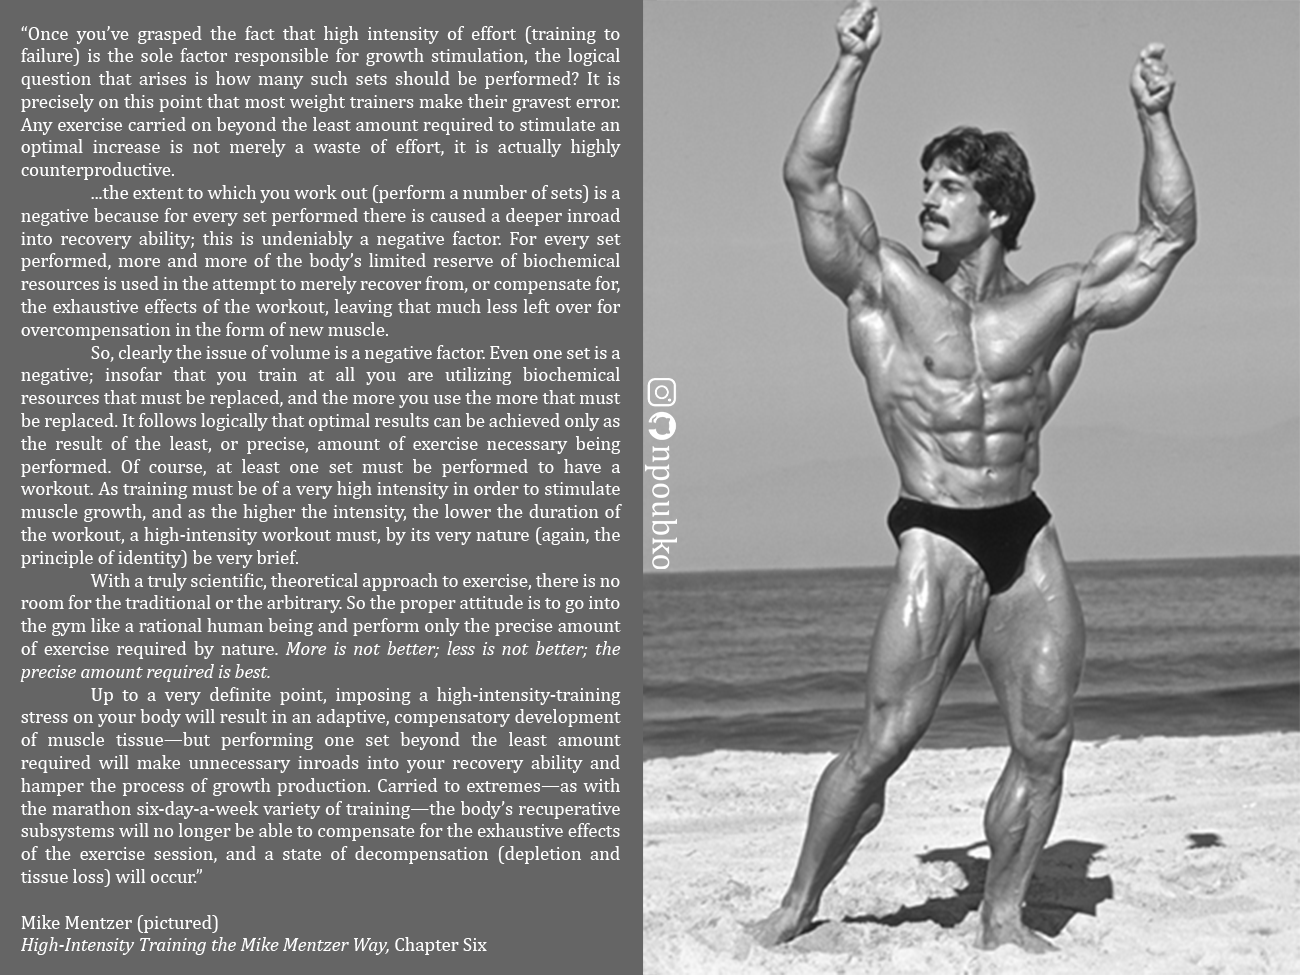 “Once you’ve grasped the fact that high intensity of effort (training to
failure) is the sole factor responsible for growth stimulation, the logical
question that arises is how many such sets should be performed? It is
precisely on this point that most weight trainers make their gravest error.
Any exercise carried on beyond the least amount required to stimulate an
optimal increase is not merely a waste of effort, it is actually highly
counterproductive.
...the extent to which you work out (perform a number of sets) is a
negative because for every set performed there is caused a deeper inroad
into recovery ability; this is undeniably a negative factor. For every set
performed, more and more of the body’s limited reserve of biochemical
resources is used in the attempt to merely recover from, or compensate for,
the exhaustive effects of the workout, leaving that much less left over for
overcompensation in the form of new muscle.
So, clearly the issue of volume is a negative factor. Even one set is a
negative; insofar that you train at all you are utilizing biochemical
resources that must be replaced, and the more you use the more that must
be replaced. It follows logically that optimal results can be achieved only as
the result of the least, or precise, amount of exercise necessary being
performed. Of course, at least one set must be performed to have a
workout. As training must be of a very high intensity in order to stimulate
muscle growth, and as the higher the intensity, the lower the duration of
the workout, a high-intensity workout must, by its very nature (again, the
principle of identity) be very brief.
With a truly scientific, theoretical approach to exercise, there is no
room for the traditional or the arbitrary. So the proper attitude is to go into
the gym like a rational human being and perform only the precise amount
of exercise required by nature. More is not better; less is not better; the
precise amount required is best.
Up to a very definite point, imposing a high-intensity-training
stress on your body will result in an adaptive, compensatory development
of muscle tissue—but performing one set beyond the least amount
required will make unnecessary inroads into your recovery ability and
hamper the process of growth production. Carried to extremes—as with
the marathon six-day-a-week variety of training—the body’s recuperative
subsystems will no longer be able to compensate for the exhaustive effects
of the exercise session, and a state of decompensation (depletion and
tissue loss) will occur.”
Mike Mentzer (pictured)
High-Intensity Training the Mike Mentzer Way, Chapter Six
npoubko